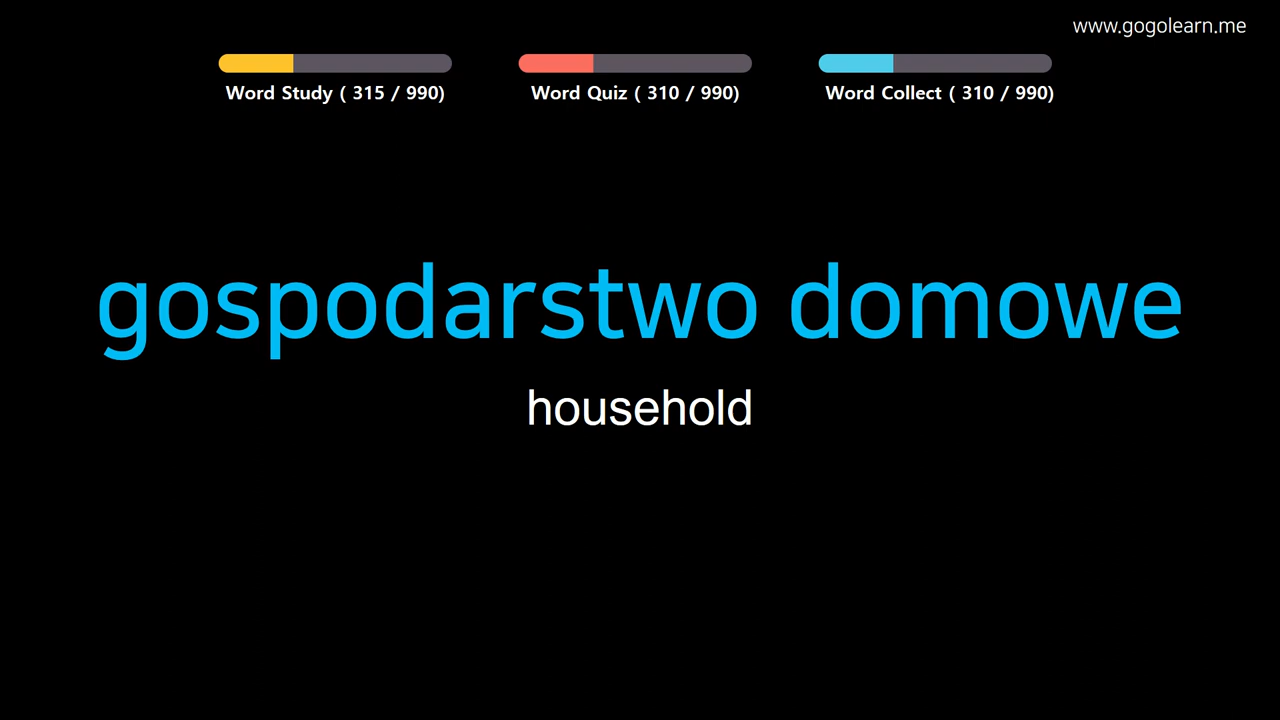 www.gogolearn.me
Word Study ( 315 / 990)
Word Quiz ( 310 / 990)
Word Collect ( 310 / 990)
gospodarstwo domowe
household